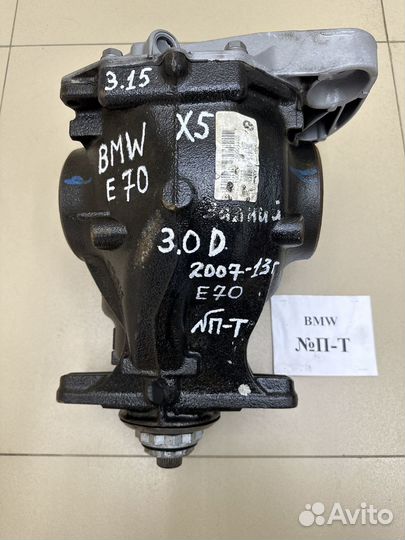 3.15
X5
BMW
E70
Задний
3.0D
2007-13г
E70
№П-Т
BMW
№П-Т
Avito